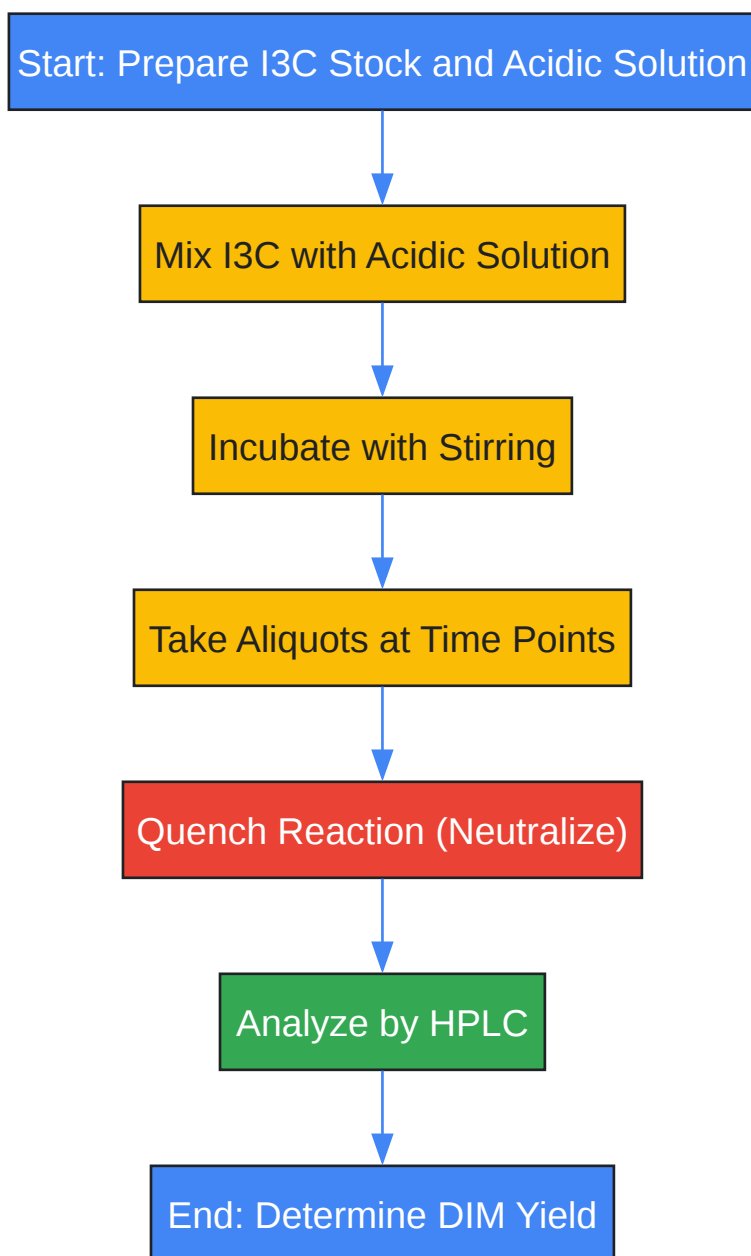 Start: Prepare I3C Stock and Acidic Solution
Mix I3C with Acidic Solution
Incubate with Stirring
Take Aliquots at Time Points
Quench Reaction (Neutralize)
Analyze by HPLC
End: Determine DIM Yield